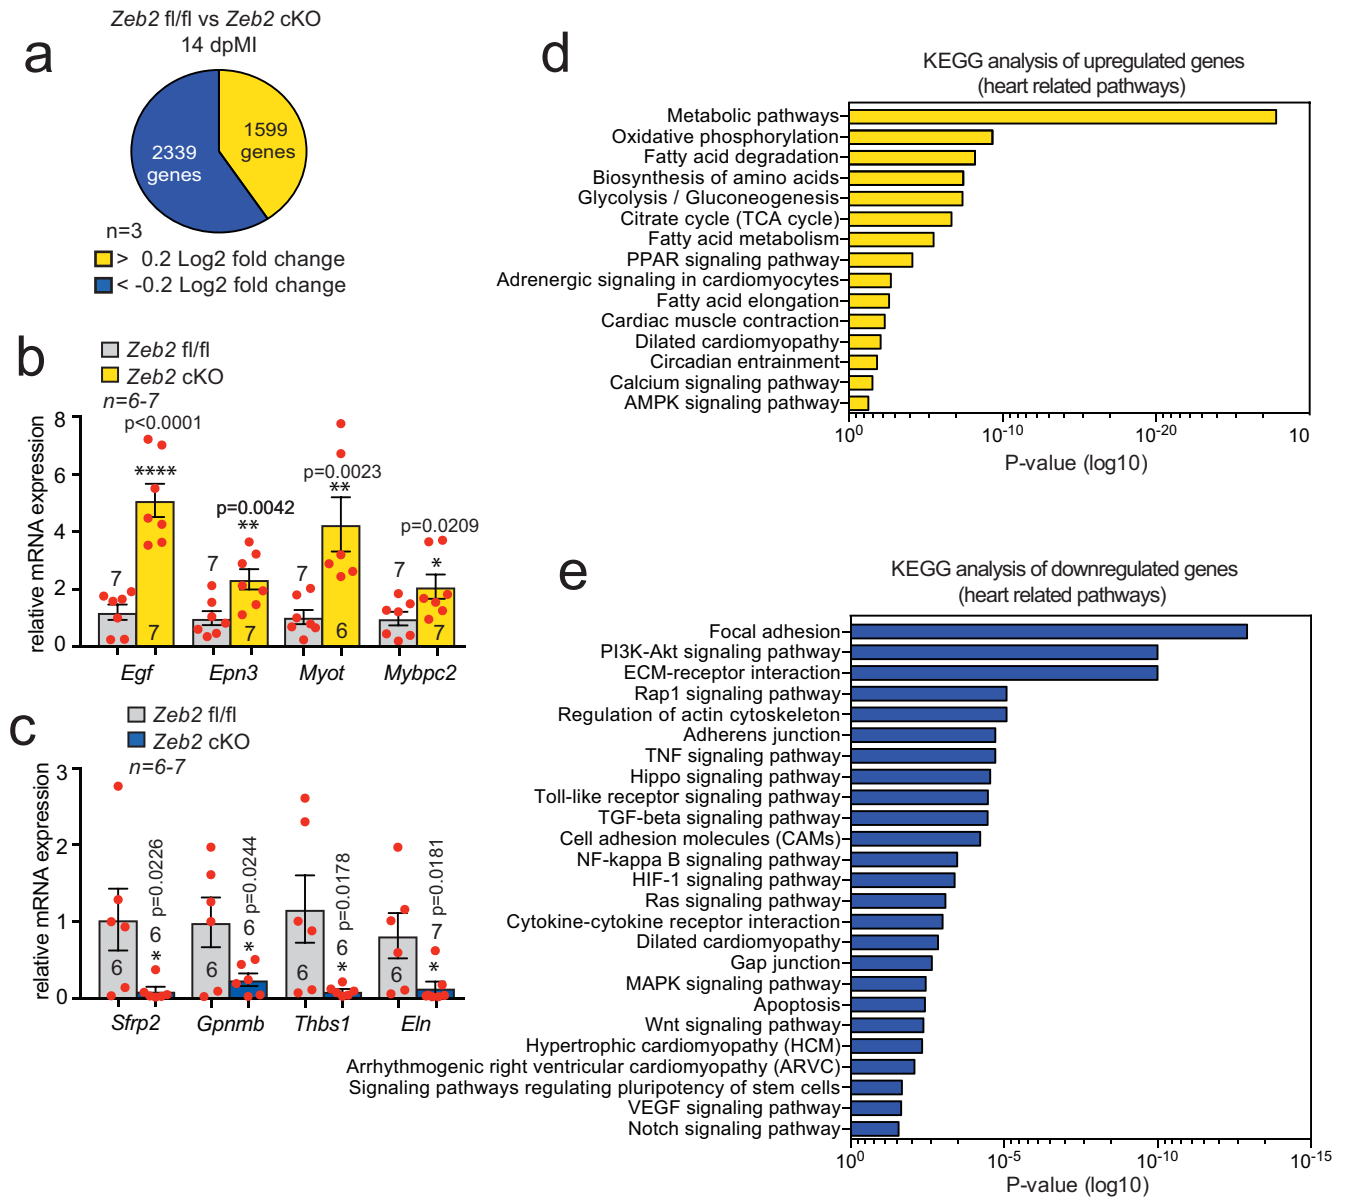 a
Zeb2 fl/fl vs Zeb2 cKO
14 dpMI
1599
genes
2339
genes
n=3
> 0.2 Log2 fold change
< -0.2 Log2 fold change
b
Zeb2 fl/fl
Zeb2 cKO
n=6-7
relative mRNA expression
8
6
4
2
0
p<0.0001
****
p=0.0042
**
p=0.0023
**
p=0.0209
*
7
7
7
7
7
6
7
7
Egf
Epn3
Myot
Mybpc2
c
Zeb2 fl/fl
Zeb2 cKO
n=6-7
relative mRNA expression
3
2
1
0
6
6 p=0.0226
*
6
6 p=0.0244
*
6
6 p=0.0178
*
6
7 p=0.0181
*
Sfrp2
Gpnmb
Thbs1
Eln
d
KEGG analysis of upregulated genes
(heart related pathways)
Metabolic pathways
Oxidative phosphorylation
Fatty acid degradation
Biosynthesis of amino acids
Glycolysis / Gluconeogenesis
Citrate cycle (TCA cycle)
Fatty acid metabolism
PPAR signaling pathway
Adrenergic signaling in cardiomyocytes
Fatty acid elongation
Cardiac muscle contraction
Dilated cardiomyopathy
Circadian entrainment
Calcium signaling pathway
AMPK signaling pathway
10⁰ 10⁻¹⁰ 10⁻²⁰ 10
P-value (log10)
e
KEGG analysis of downregulated genes
(heart related pathways)
Focal adhesion
PI3K-Akt signaling pathway
ECM-receptor interaction
Rap1 signaling pathway
Regulation of actin cytoskeleton
Adherens junction
TNF signaling pathway
Hippo signaling pathway
Toll-like receptor signaling pathway
TGF-beta signaling pathway
Cell adhesion molecules (CAMs)
NF-kappa B signaling pathway
HIF-1 signaling pathway
Ras signaling pathway
Cytokine-cytokine receptor interaction
Dilated cardiomyopathy
Gap junction
MAPK signaling pathway
Apoptosis
Wnt signaling pathway
Hypertrophic cardiomyopathy (HCM)
Arrhythmogenic right ventricular cardiomyopathy (ARVC)
Signaling pathways regulating pluripotency of stem cells
VEGF signaling pathway
Notch signaling pathway
10⁰ 10⁻⁵ 10⁻¹⁰ 10⁻¹⁵
P-value (log10)